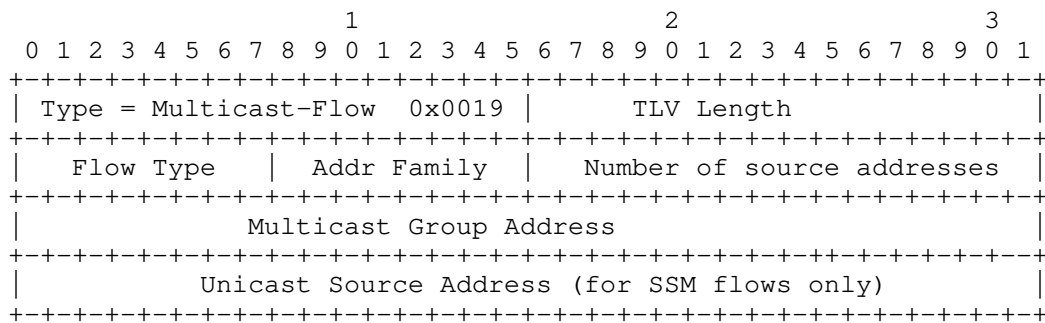 1 2 3
0 1 2 3 4 5 6 7 8 9 0 1 2 3 4 5 6 7 8 9 0 1 2 3 4 5 6 7 8 9 0 1
+-+-+-+-+-+-+-+-+-+-+-+-+-+-+-+-+-+-+-+-+-+-+-+-+-+-+-+-+-+-+-+-+
| Type = Multicast-Flow 0x0019 | TLV Length |
+-+-+-+-+-+-+-+-+-+-+-+-+-+-+-+-+-+-+-+-+-+-+-+-+-+-+-+-+-+-+-+-+
| Flow Type | Addr Family | Number of source addresses |
+-+-+-+-+-+-+-+-+-+-+-+-+-+-+-+-+-+-+-+-+-+-+-+-+-+-+-+-+-+-+-+-+
| Multicast Group Address |
+-+-+-+-+-+-+-+-+-+-+-+-+-+-+-+-+-+-+-+-+-+-+-+-+-++-+-+-+-+-+-+--+
| Unicast Source Address (for SSM flows only) |
+-+-+-+-+-+-+-+-+-+-+-+-+-+-+-+-+-+-+-+-+-+-+-+-+-+-+-+-+-+-+-+-+